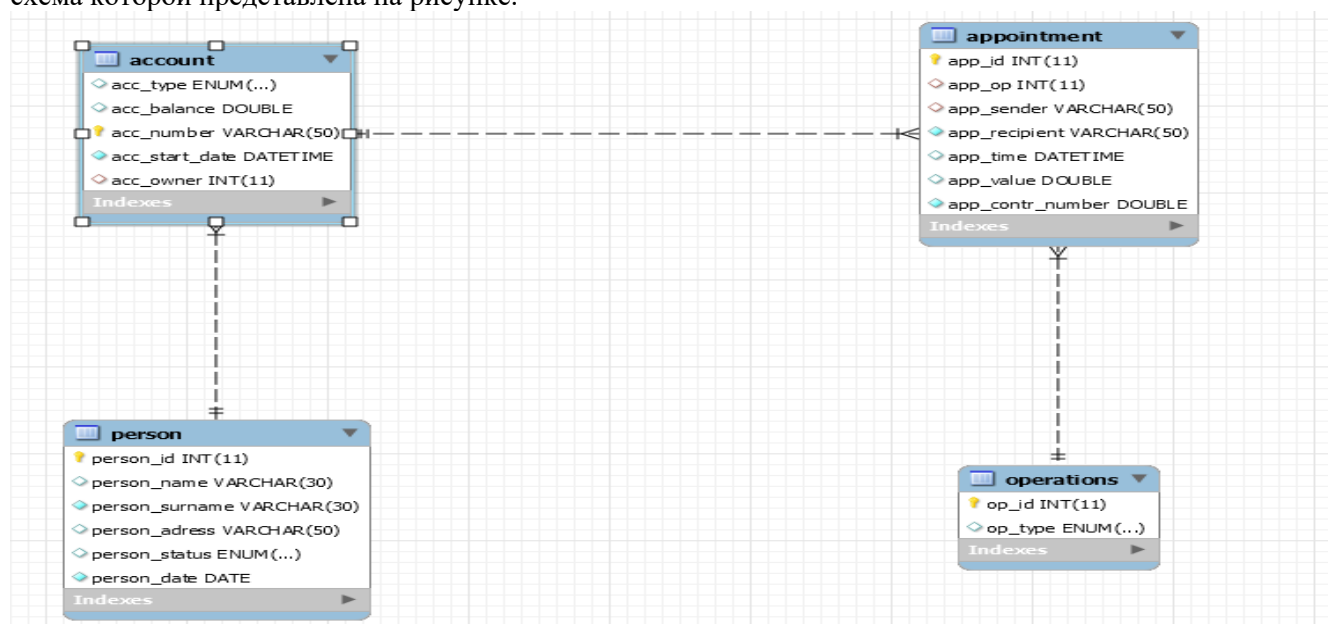 схема которой представлена на рисунке.
account
acc_type ENUM(...)
acc_balance DOUBLE
acc_number VARCHAR(50)
acc_start_date DATETIME
acc_owner INT(11)
Indexes
appointment
app_id INT(11)
app_op INT(11)
app_sender VARCHAR(50)
app_recipient VARCHAR(50)
app_time DATETIME
app_value DOUBLE
app_contr_number DOUBLE
Indexes
person
person_id INT(11)
person_name VARCHAR(30)
person_surname VARCHAR(30)
person_adress VARCHAR(50)
person_status ENUM(...)
person_date DATE
Indexes
operations
op_id INT(11)
op_type ENUM(...)
Indexes